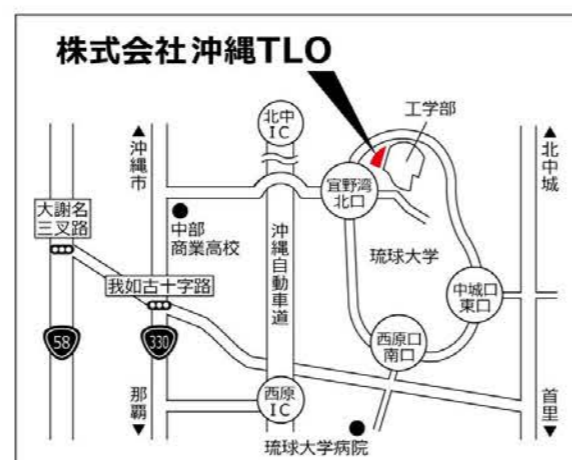 株式会社 沖縄TLO
工学部
北中
IC
▲沖縄市
▲北中城
宜野湾
北口
大謝名
三叉路
中部
商業高校
沖縄自動車道
琉球大学
我如古十字路
中城口
東口
58
330
西原口
南口
那覇▼
西原
IC
首里▼
琉球大学病院